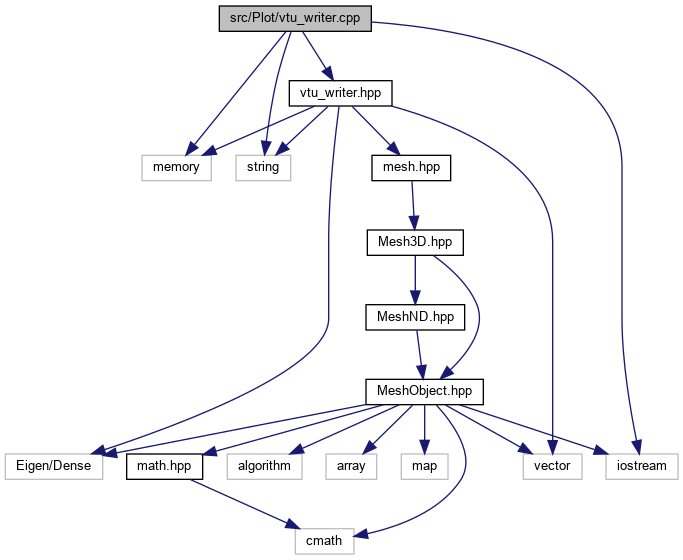 src/Plot/vtu_writer.cpp
vtu_writer.hpp
memory
string
mesh.hpp
Mesh3D.hpp
MeshND.hpp
MeshObject.hpp
Eigen/Dense
math.hpp
algorithm
array
map
vector
iostream
cmath